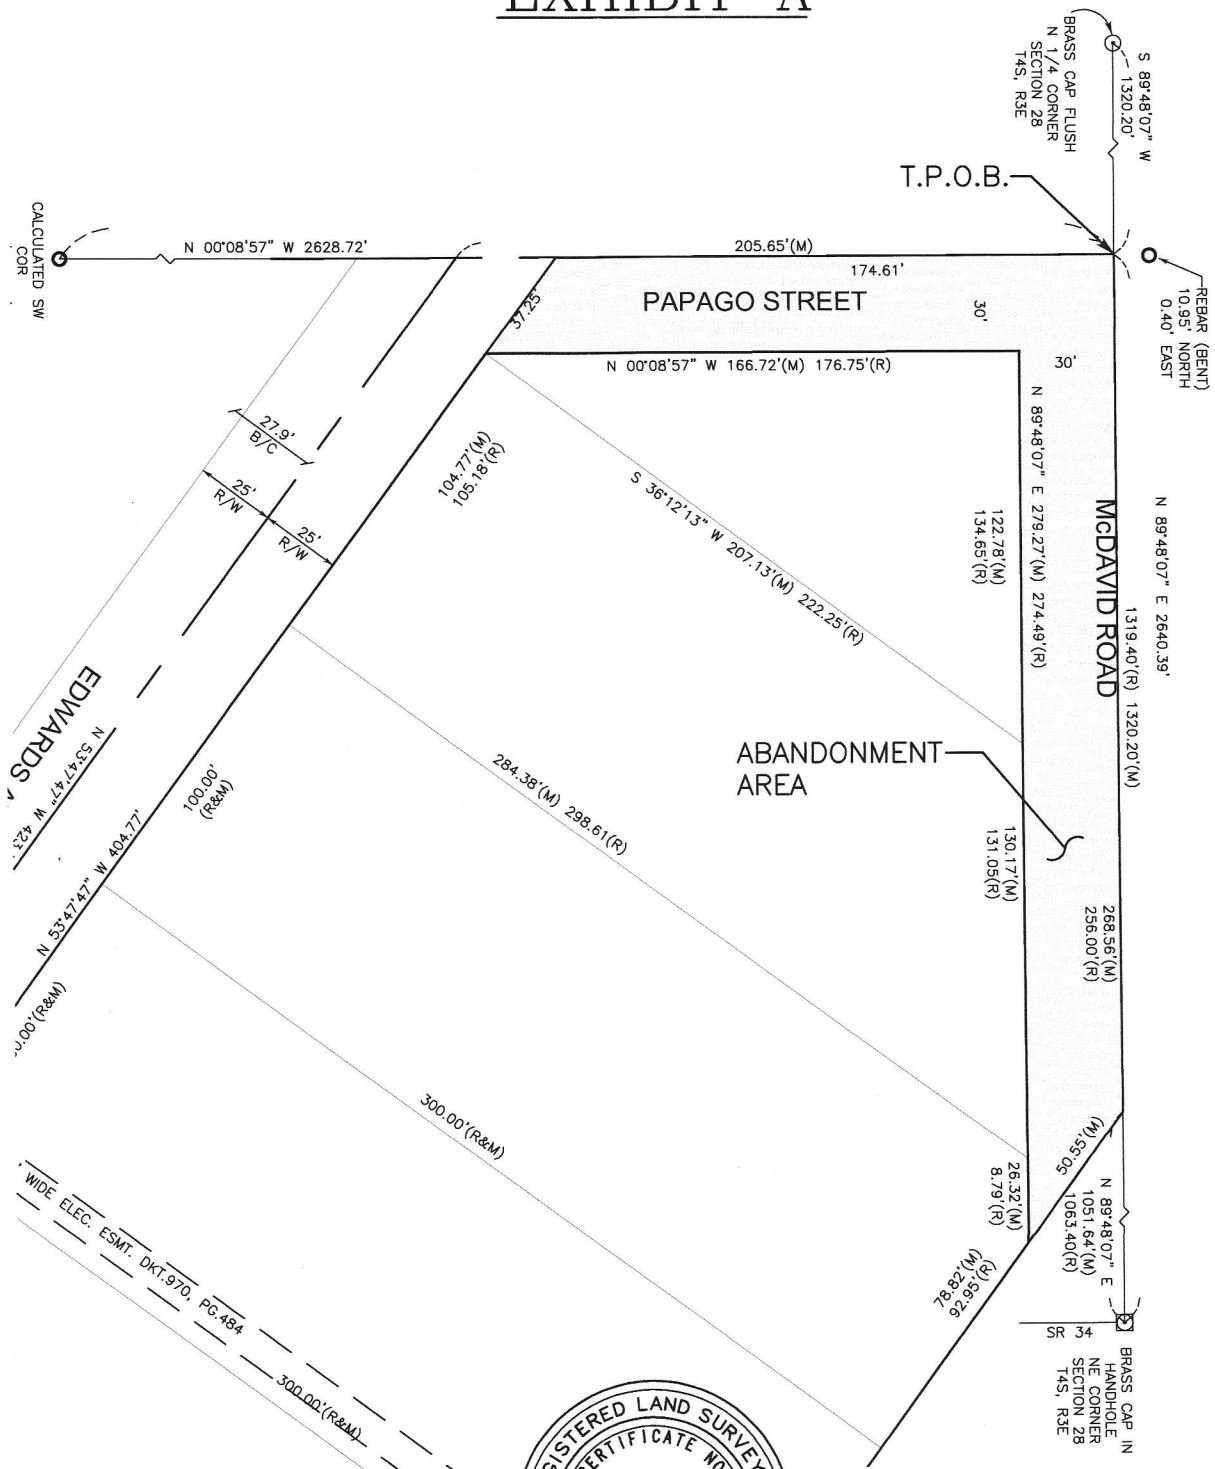 EXHIBIT "A"
S 89°48'07" W
1320.20'
BRASS CAP FLUSH
N 1/4 CORNER
SECTION 28
T4S, R3E
T.P.O.B.
REBAR (BENT)
10.95' NORTH
0.40' EAST
CALCULATED SW
COR
N 00°08'57" W 2628.72'
205.65'(M)
174.61'
PAPAGO STREET
30'
30'
37.25'
N 00°08'57" W 166.72'(M) 176.75'(R)
N 89°48'07" E 279.27'(M) 274.49'(R)
McDAVID ROAD
N 89°48'07" E 2640.39'
1319.40'(R) 1320.20'(M)
27.9'
B/C
25'
R/W
25'
R/W
104.77'(M)
105.18'(R)
S 36°12'13" W 207.13'(M) 222.25'(R)
122.78'(M)
134.65'(R)
EDWARDS
N 53°47'47" W 423
100.00'
(R&M)
N 53°47'47" W 404.77'
284.38'(M) 298.61(R)
ABANDONMENT
AREA
130.17'(M)
131.05(R)
268.56'(M)
256.00'(R)
0.00'(R&M)
300.00'(R&M)
50.55'(M)
26.32'(M)
8.79'(R)
N 89°48'07" E
1051.64'(M)
1063.40(R)
78.82'(M)
92.95'(R)
SR 34
BRASS CAP IN
HANDHOLE
NE CORNER
SECTION 28
T4S, R3E
' WIDE ELEC. ESMT. DKT.970, PG.484
300.00'(R&M)
GISTERED LAND SURVEY
ERTIFICATE NO